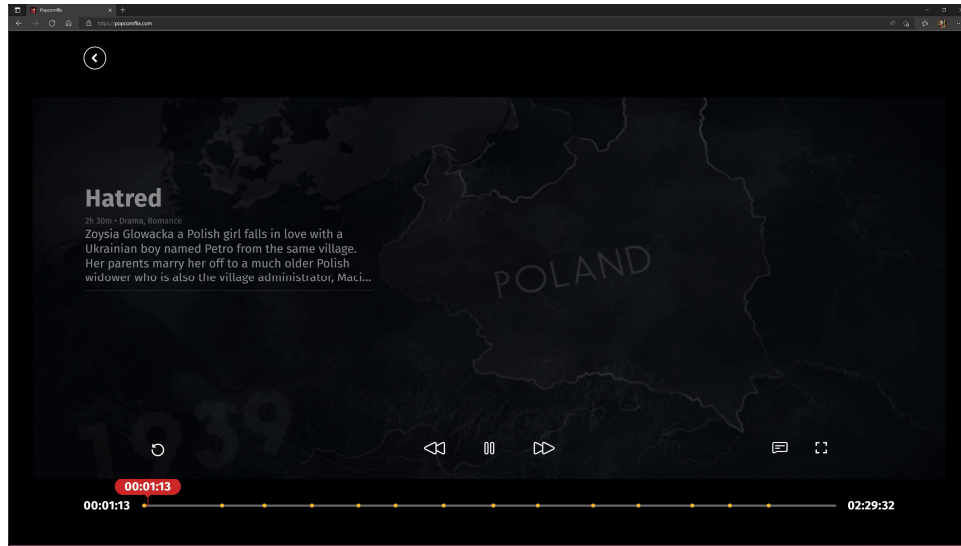 Popcornflix
https://popcornflix.com
Hatred
2h 30m • Drama, Romance
Zoysia Glowacka a Polish girl falls in love with a
Ukrainian boy named Petro from the same village.
Her parents marry her off to a much older Polish
widower who is also the village administrator, Maci...
POLAND
1939
00:01:13
00:01:13
02:29:32